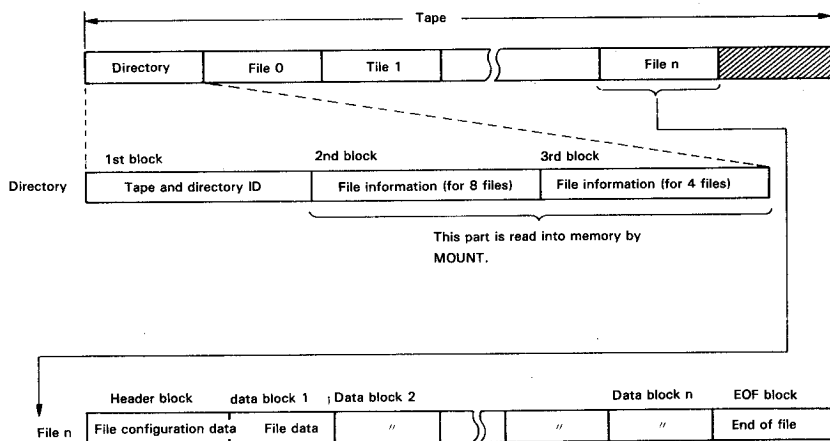 Tape
Directory File 0 Tile 1 File n
1st block 2nd block 3rd block
Directory Tape and directory ID File information (for 8 files) File information (for 4 files)
This part is read into memory by
MOUNT.
Header block data block 1 ; Data block 2 Data block n EOF block
File n File configuration data File data " " " End of file